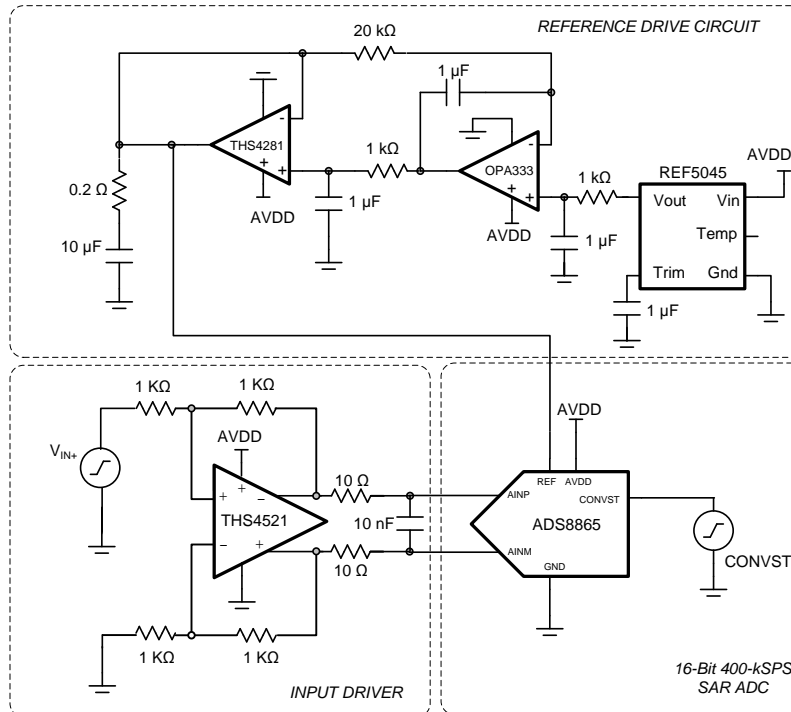 REFERENCE DRIVE CIRCUIT
20 kΩ
1 µF
-
THS4281
+
+
AVDD
0.2 Ω
10 µF
1 µF
1 kΩ
-
OPA333
+
+
AVDD
1 kΩ
1 µF
REF5045
Vout
Vin
Temp
Trim
Gnd
AVDD
1 µF
1 KΩ
1 KΩ
VIN+
AVDD
+
+
−
THS4521
−
+
10 Ω
10 nF
10 Ω
1 KΩ
1 KΩ
INPUT DRIVER
AVDD
REF
AVDD
CONVST
AINP
ADS8865
AINM
GND
CONVST
16-Bit 400-kSPS
SAR ADC